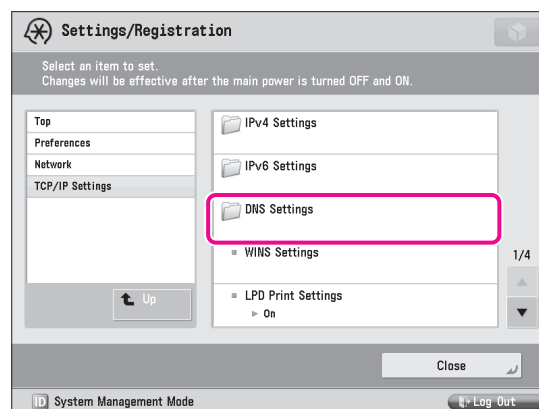 Settings/Registration
Select an item to set.
Changes will be effective after the main power is turned OFF and ON.
Top
Preferences
Network
TCP/IP Settings
Up
IPv4 Settings
IPv6 Settings
DNS Settings
WINS Settings
LPD Print Settings
On
1/4
Close
ID System Management Mode
Log Out